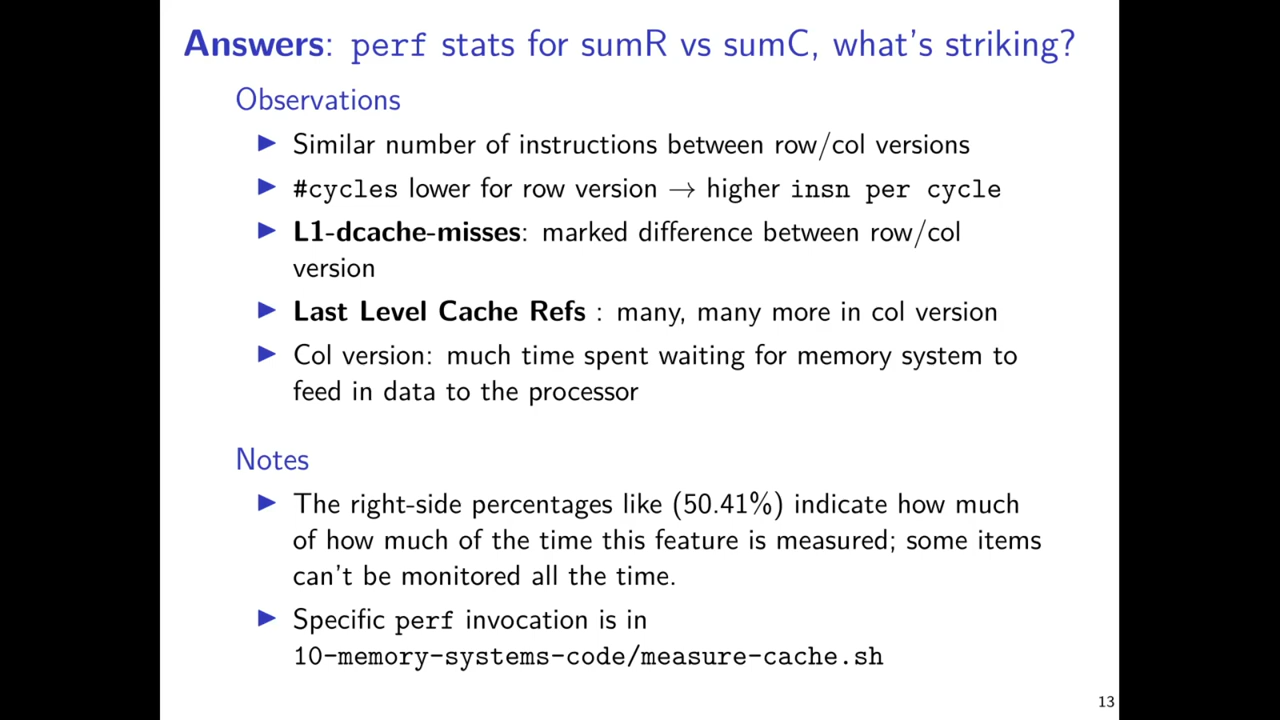 Answers: perf stats for sumR vs sumC, what's striking?
Observations
▶ Similar number of instructions between row/col versions
▶ #cycles lower for row version → higher insn per cycle
▶ L1-dcache-misses: marked difference between row/col
version
▶ Last Level Cache Refs : many, many more in col version
▶ Col version: much time spent waiting for memory system to
feed in data to the processor
Notes
▶ The right-side percentages like (50.41%) indicate how much
of how much of the time this feature is measured; some items
can't be monitored all the time.
▶ Specific perf invocation is in
10-memory-systems-code/measure-cache.sh
13